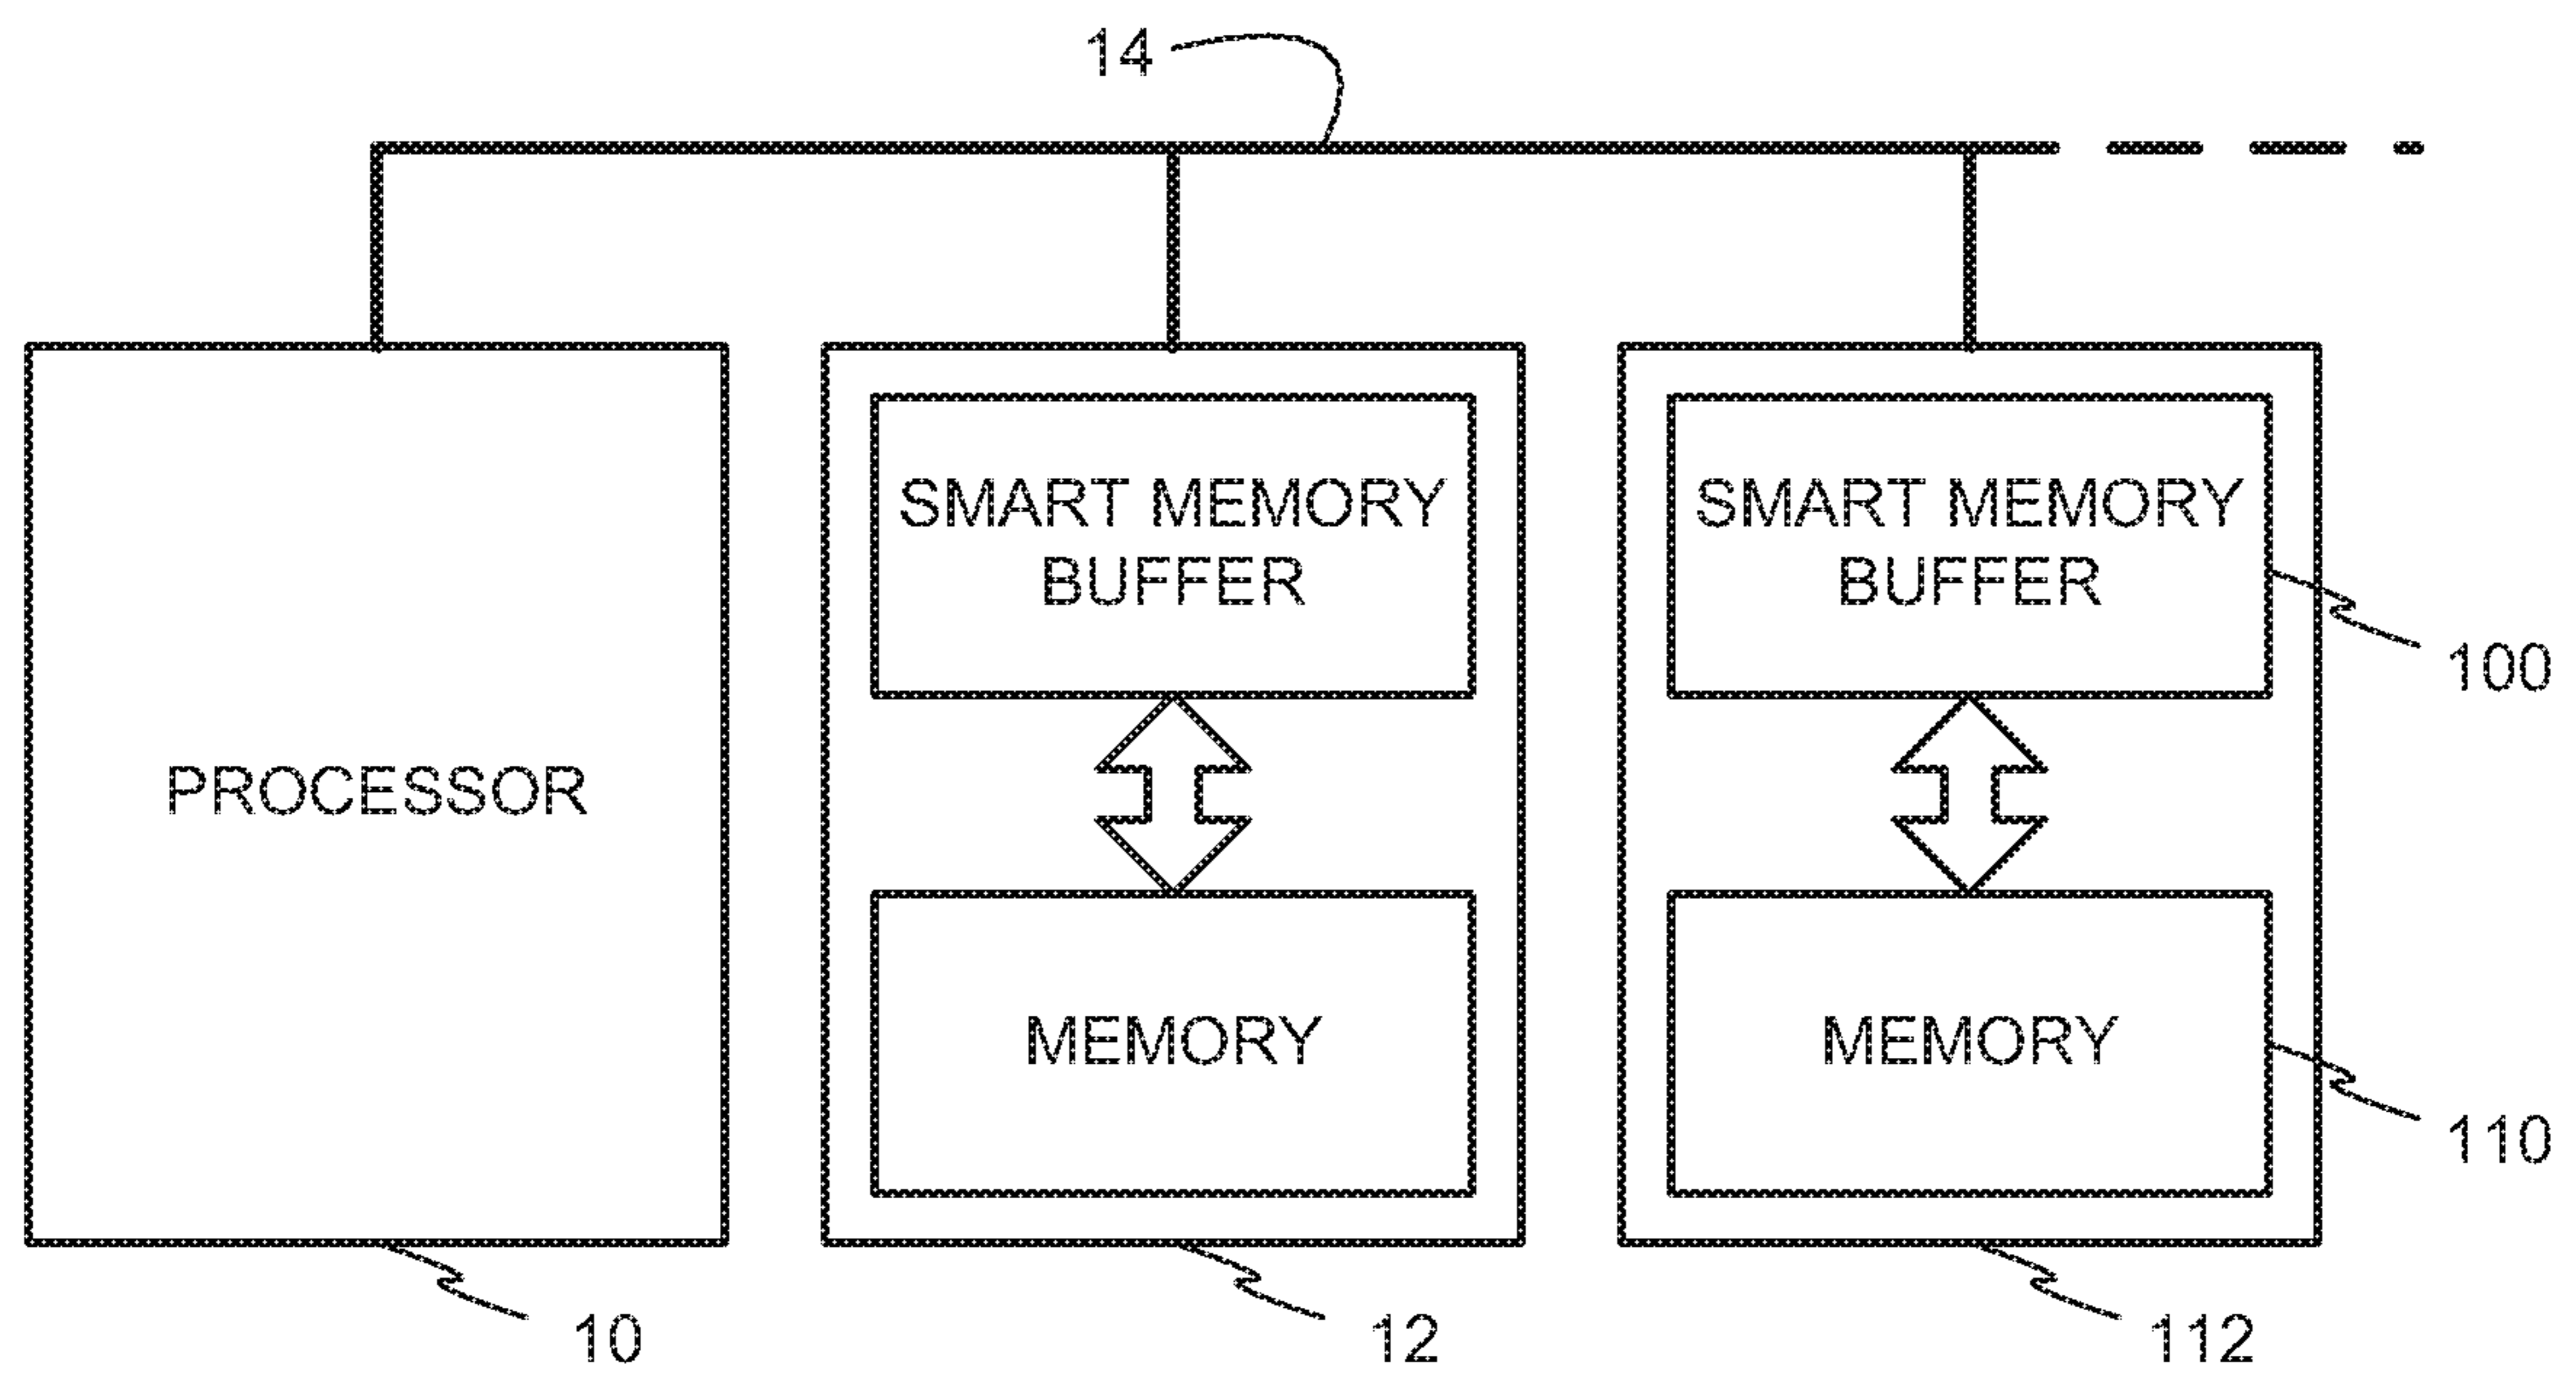 14
SMART MEMORY
BUFFER
SMART MEMORY
BUFFER
100
PROCESSOR
MEMORY
MEMORY
110
10
12
112